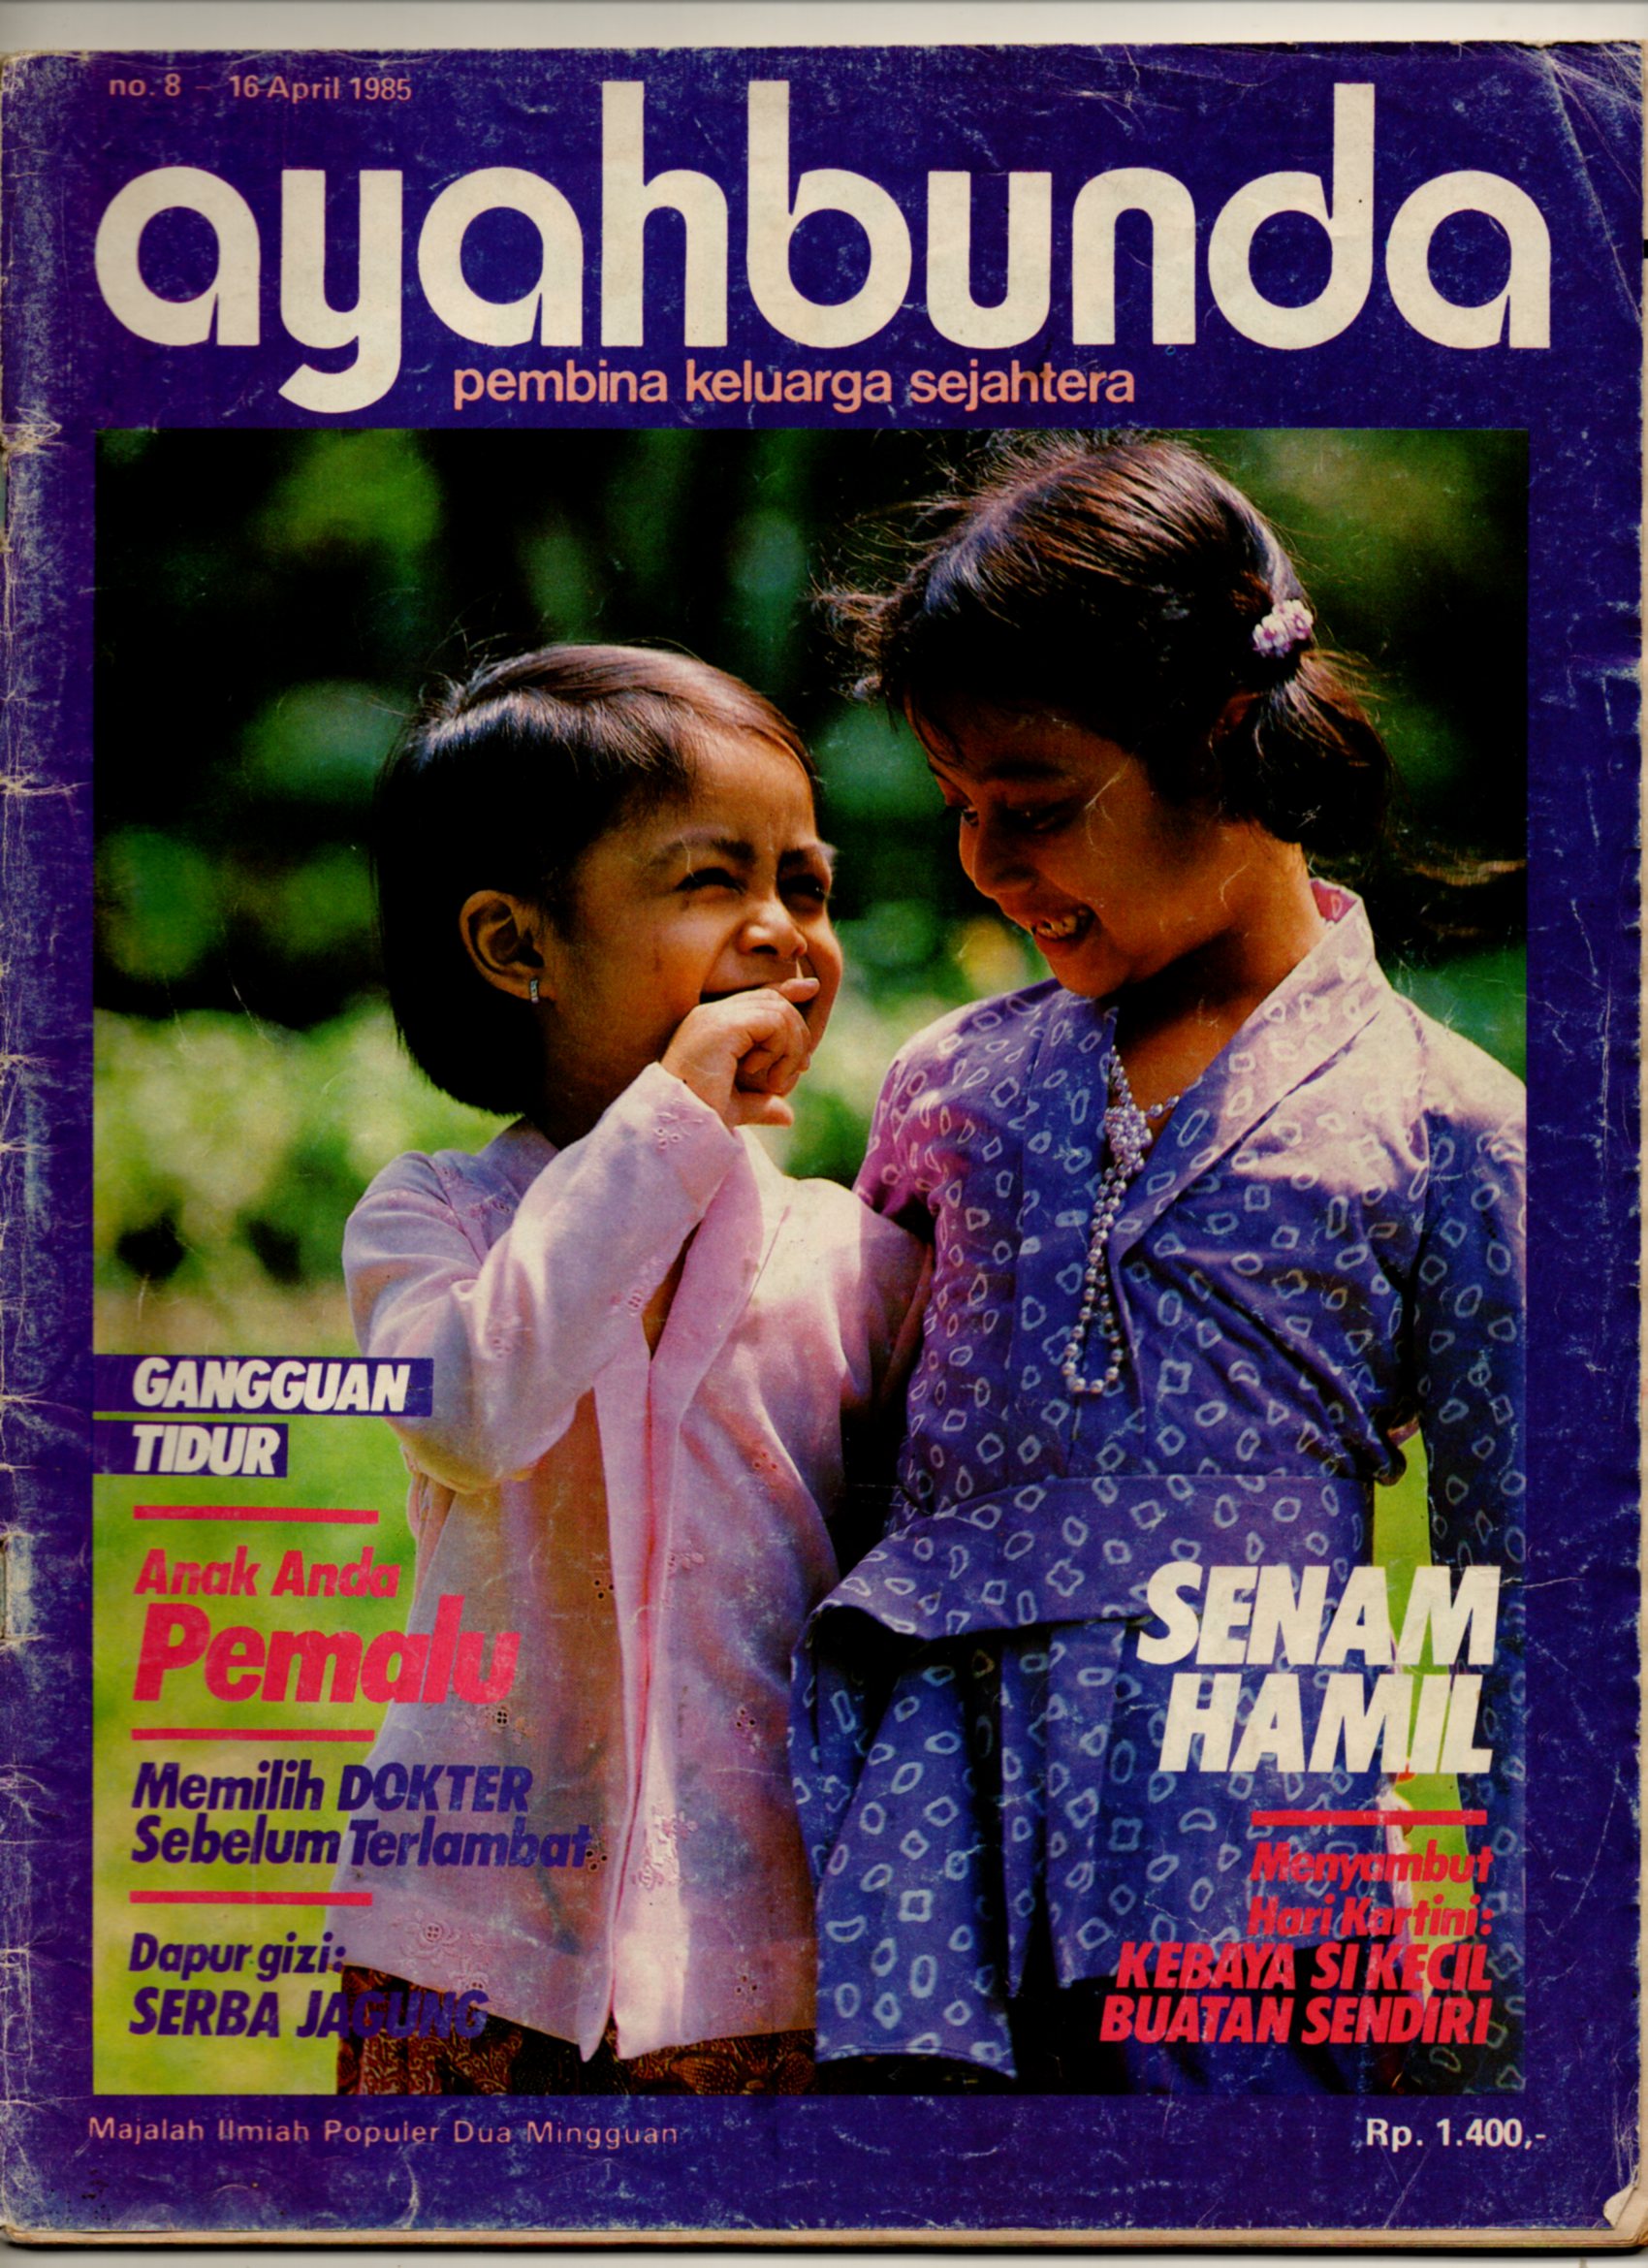 no. 8 – 16 April 1985
ayahbunda
pembina keluarga sejahtera
GANGGUAN
TIDUR
Anak Anda
Pemalu
Memilih DOKTER
Sebelum Terlambat
Dapur gizi:
SERBA JAGUNG
SENAM
HAMIL
Menyambut
Hari Kartini:
KEBAYA SI KECIL
BUATAN SENDIRI
Majalah Ilmiah Populer Dua Mingguan
Rp. 1.400,-